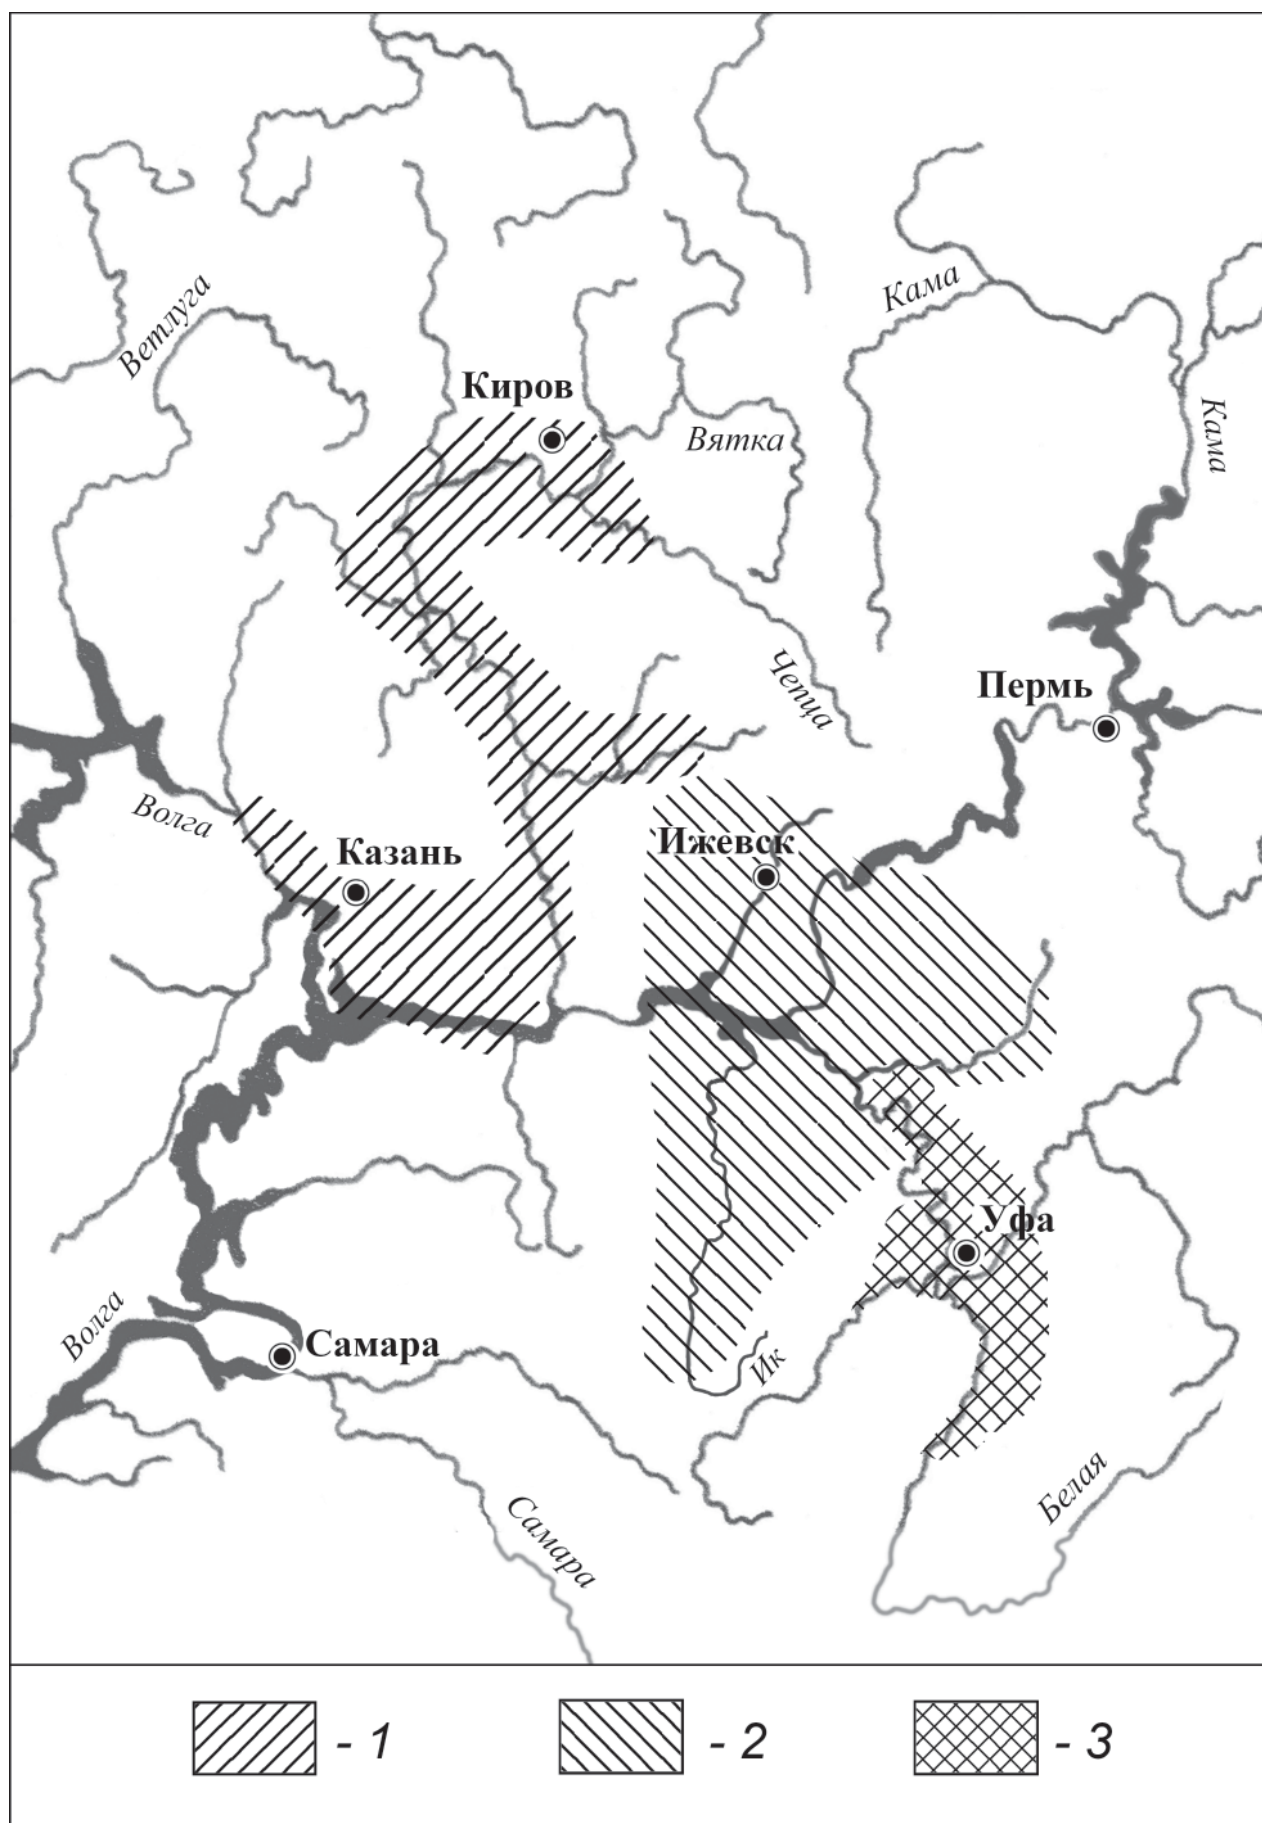 Ветлуга
Кама
Киров
Вятка
Кама
Чепца
Пермь
Волга
Казань
Ижевск
Уфа
Волга
Самара
Ик
Белая
Самара
- 1
- 2
- 3